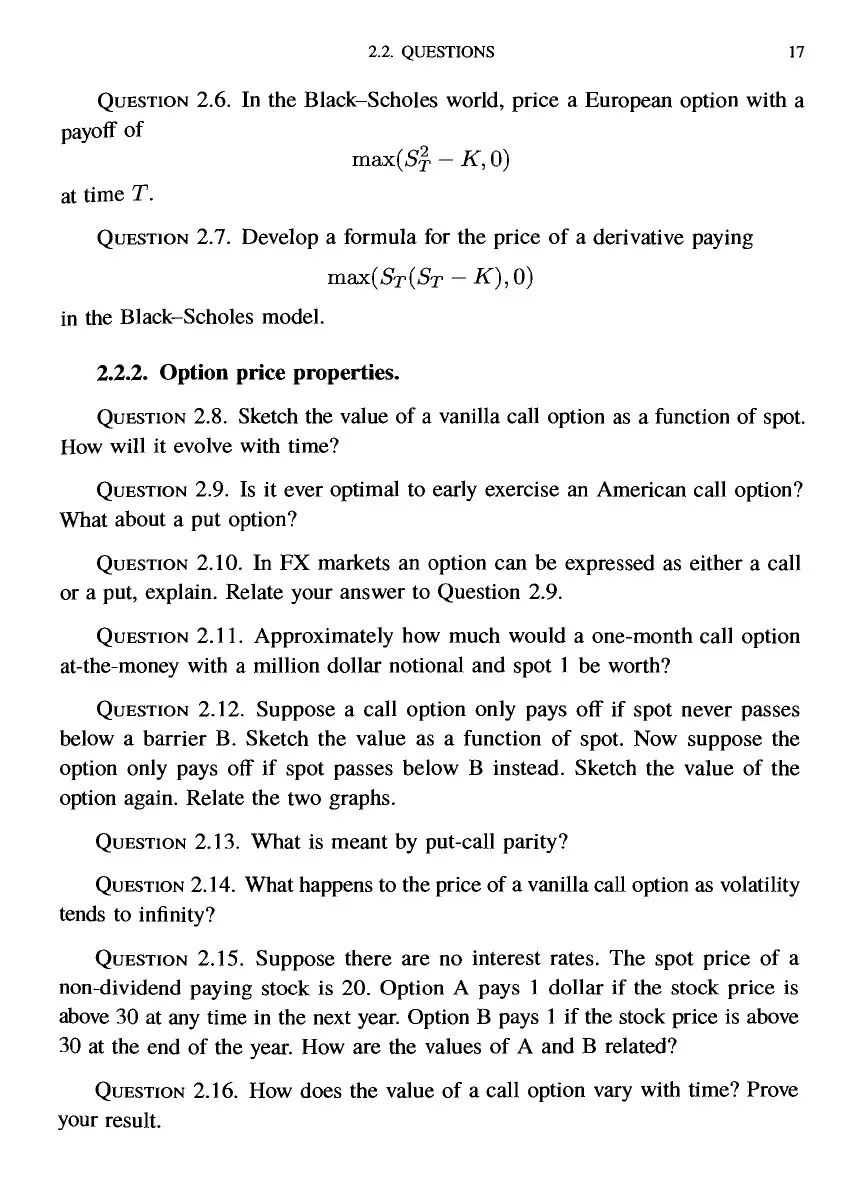 2.2. QUESTIONS 17
QUESTION 2.6. In the Black–Scholes world, price a European option with a
payoff of
max(S_T^2 − K, 0)
at time T.
QUESTION 2.7. Develop a formula for the price of a derivative paying
max(S_T(S_T − K), 0)
in the Black–Scholes model.
2.2.2. Option price properties.
QUESTION 2.8. Sketch the value of a vanilla call option as a function of spot.
How will it evolve with time?
QUESTION 2.9. Is it ever optimal to early exercise an American call option?
What about a put option?
QUESTION 2.10. In FX markets an option can be expressed as either a call
or a put, explain. Relate your answer to Question 2.9.
QUESTION 2.11. Approximately how much would a one-month call option
at-the-money with a million dollar notional and spot 1 be worth?
QUESTION 2.12. Suppose a call option only pays off if spot never passes
below a barrier B. Sketch the value as a function of spot. Now suppose the
option only pays off if spot passes below B instead. Sketch the value of the
option again. Relate the two graphs.
QUESTION 2.13. What is meant by put-call parity?
QUESTION 2.14. What happens to the price of a vanilla call option as volatility
tends to infinity?
QUESTION 2.15. Suppose there are no interest rates. The spot price of a
non-dividend paying stock is 20. Option A pays 1 dollar if the stock price is
above 30 at any time in the next year. Option B pays 1 if the stock price is above
30 at the end of the year. How are the values of A and B related?
QUESTION 2.16. How does the value of a call option vary with time? Prove
your result.